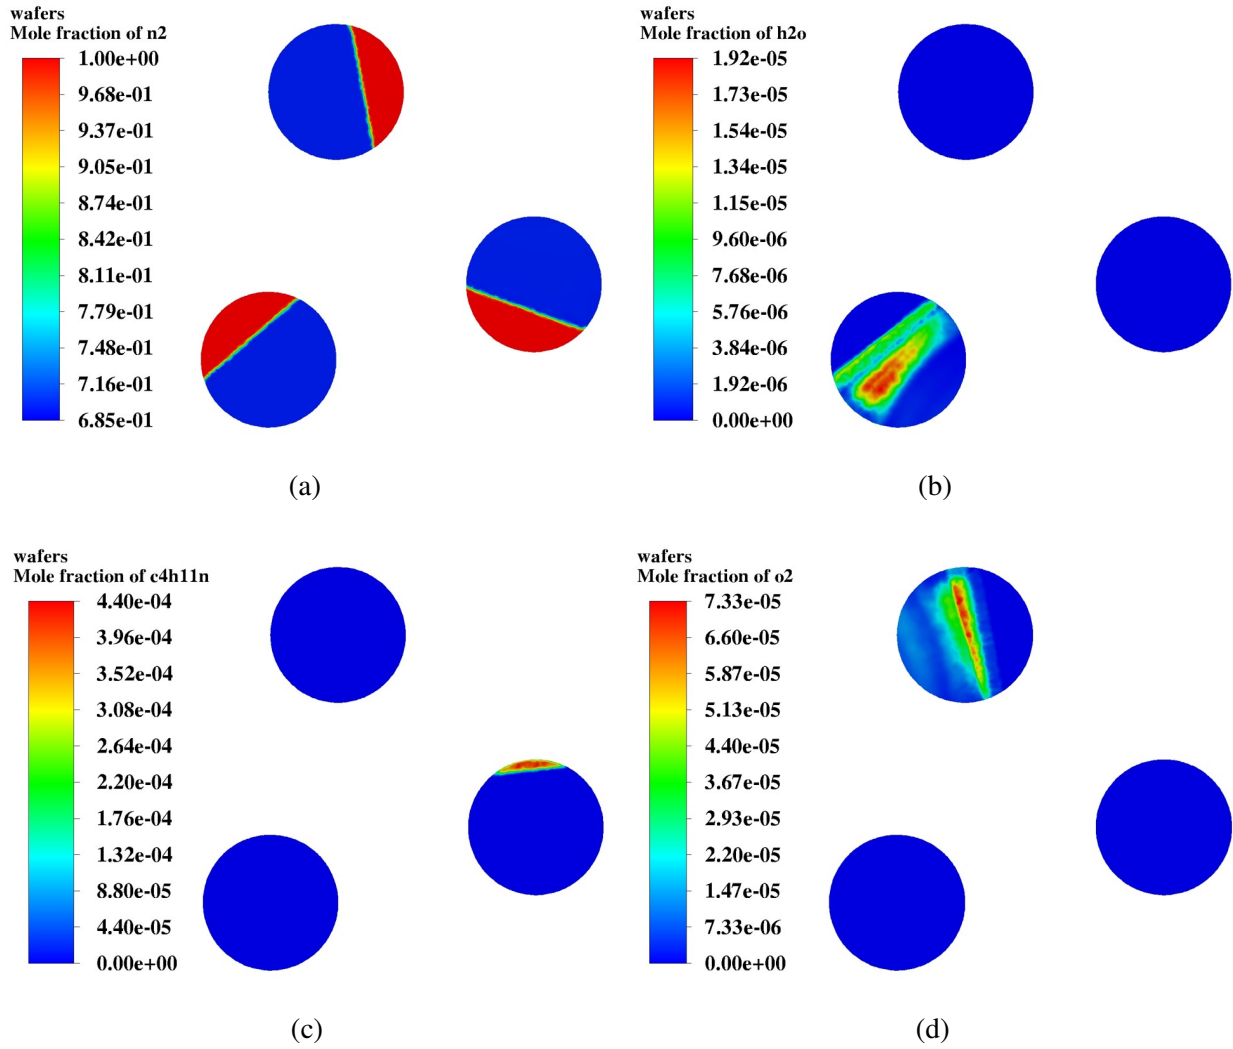 wafers
Mole fraction of n2
1.00e+00
9.68e-01
9.37e-01
9.05e-01
8.74e-01
8.42e-01
8.11e-01
7.79e-01
7.48e-01
7.16e-01
6.85e-01
(a)
wafers
Mole fraction of h2o
1.92e-05
1.73e-05
1.54e-05
1.34e-05
1.15e-05
9.60e-06
7.68e-06
5.76e-06
3.84e-06
1.92e-06
0.00e+00
(b)
wafers
Mole fraction of c4h11n
4.40e-04
3.96e-04
3.52e-04
3.08e-04
2.64e-04
2.20e-04
1.76e-04
1.32e-04
8.80e-05
4.40e-05
0.00e+00
(c)
wafers
Mole fraction of o2
7.33e-05
6.60e-05
5.87e-05
5.13e-05
4.40e-05
3.67e-05
2.93e-05
2.20e-05
1.47e-05
7.33e-06
0.00e+00
(d)